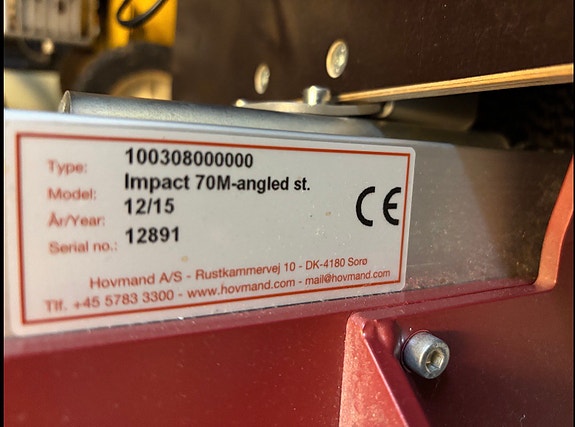 Type: 100308000000
Model: Impact 70M-angled st.
År/Year: 12/15
Serial no.: 12891
CE
Hovmand A/S - Rustkammervej 10 - DK-4180 Sorø
Tlf. +45 5783 3300 - www.hovmand.com - mail@hovmand.com